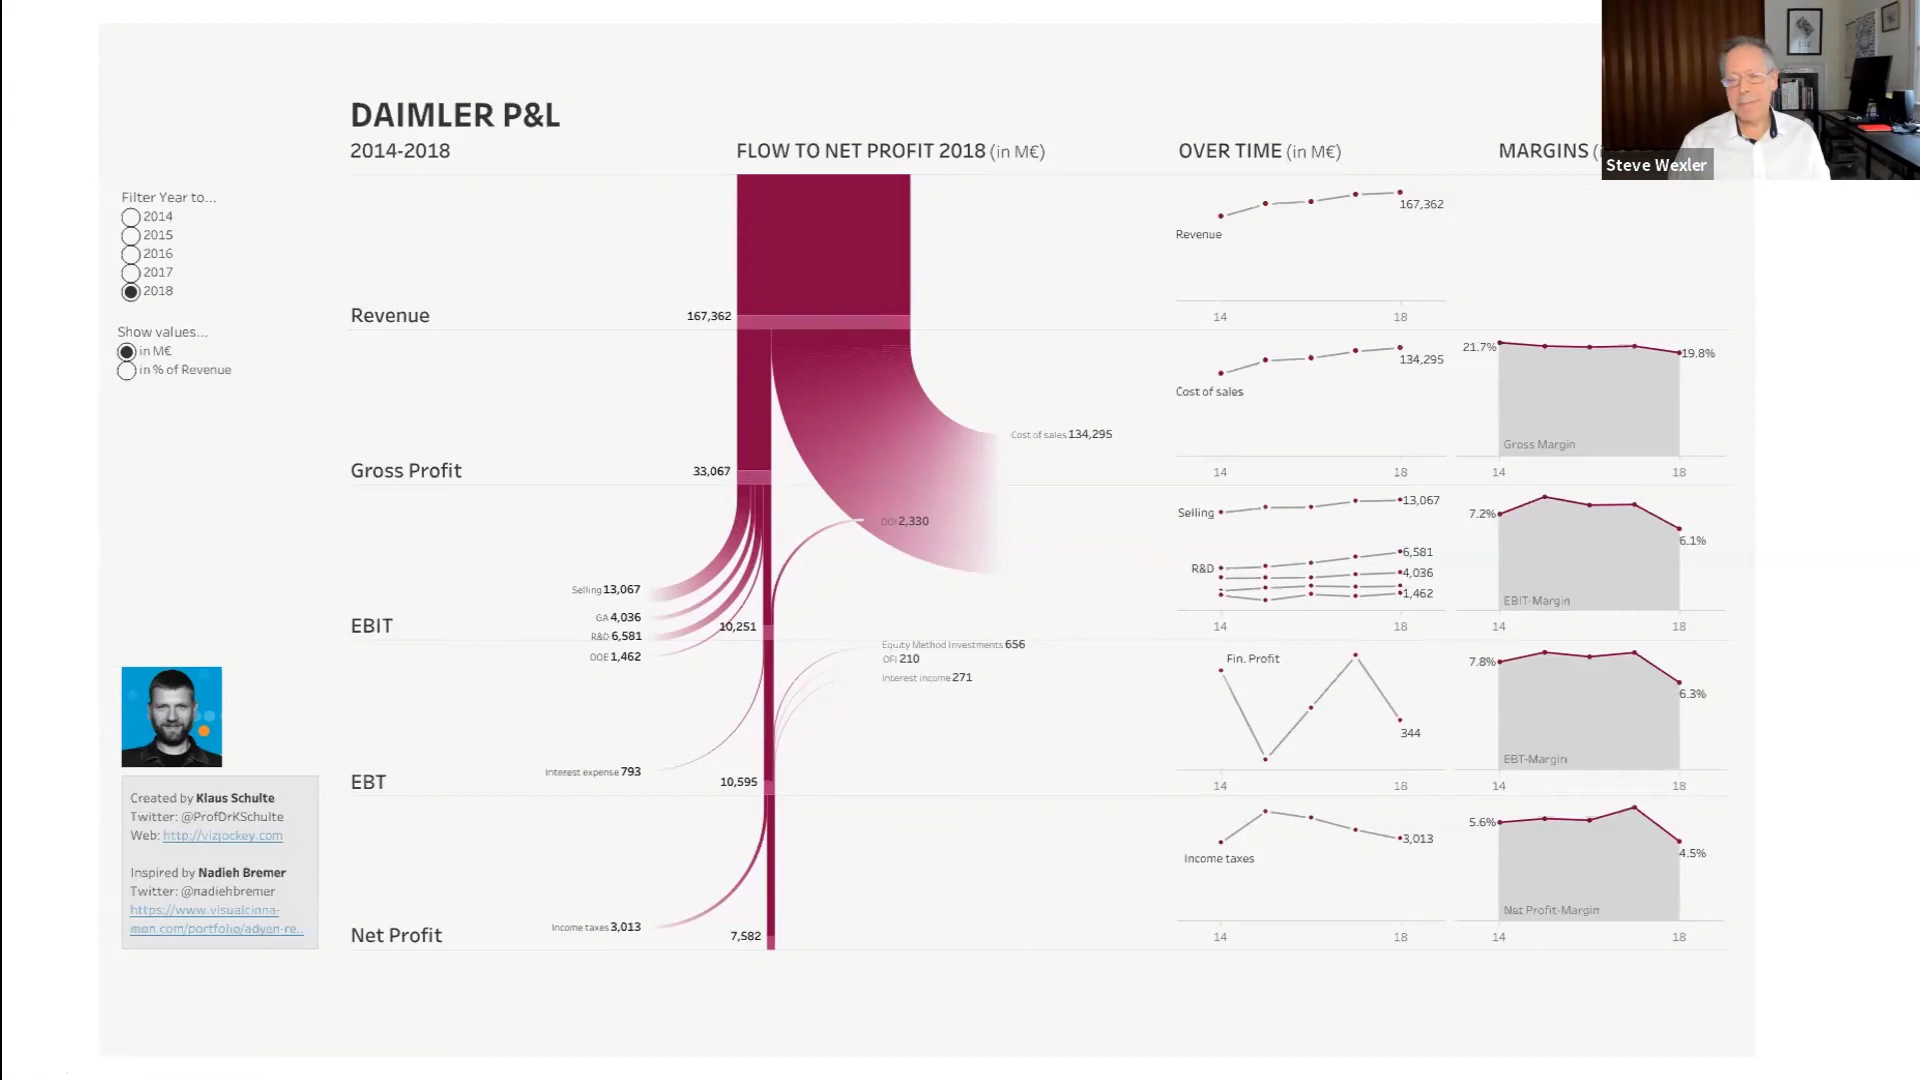 DAIMLER P&L
2014-2018
FLOW TO NET PROFIT 2018 (in M€)
OVER TIME (in M€)
MARGINS (
Steve Wexler
Filter Year to...
2014
2015
2016
2017
2018
Show values...
in M€
in % of Revenue
Revenue
167,362
Gross Profit
33,067
Cost of sales 134,295
DOI 2,330
Selling 13,067
GA 4,036
R&D 6,581
DOE 1,462
EBIT
10,251
Equity Method Investments 656
OFI 210
Interest income 271
Interest expense 793
EBT
10,595
Income taxes 3,013
Net Profit
7,582
167,362
Revenue
14
18
134,295
Cost of sales
14
18
21.7%
19.8%
Gross Margin
14
18
Selling
13,067
R&D
6,581
4,036
1,462
14
18
7.2%
6.1%
EBIT-Margin
14
18
Fin. Profit
344
14
18
7.8%
6.3%
EBT-Margin
14
18
3,013
Income taxes
14
18
5.6%
4.5%
Net Profit-Margin
14
18
Created by Klaus Schulte
Twitter: @ProfDrKSchulte
Web: http://vizjockey.com
Inspired by Nadieh Bremer
Twitter: @nadiehbremer
https://www.visualcinna-
mon.com/portfolio/adyen-re..